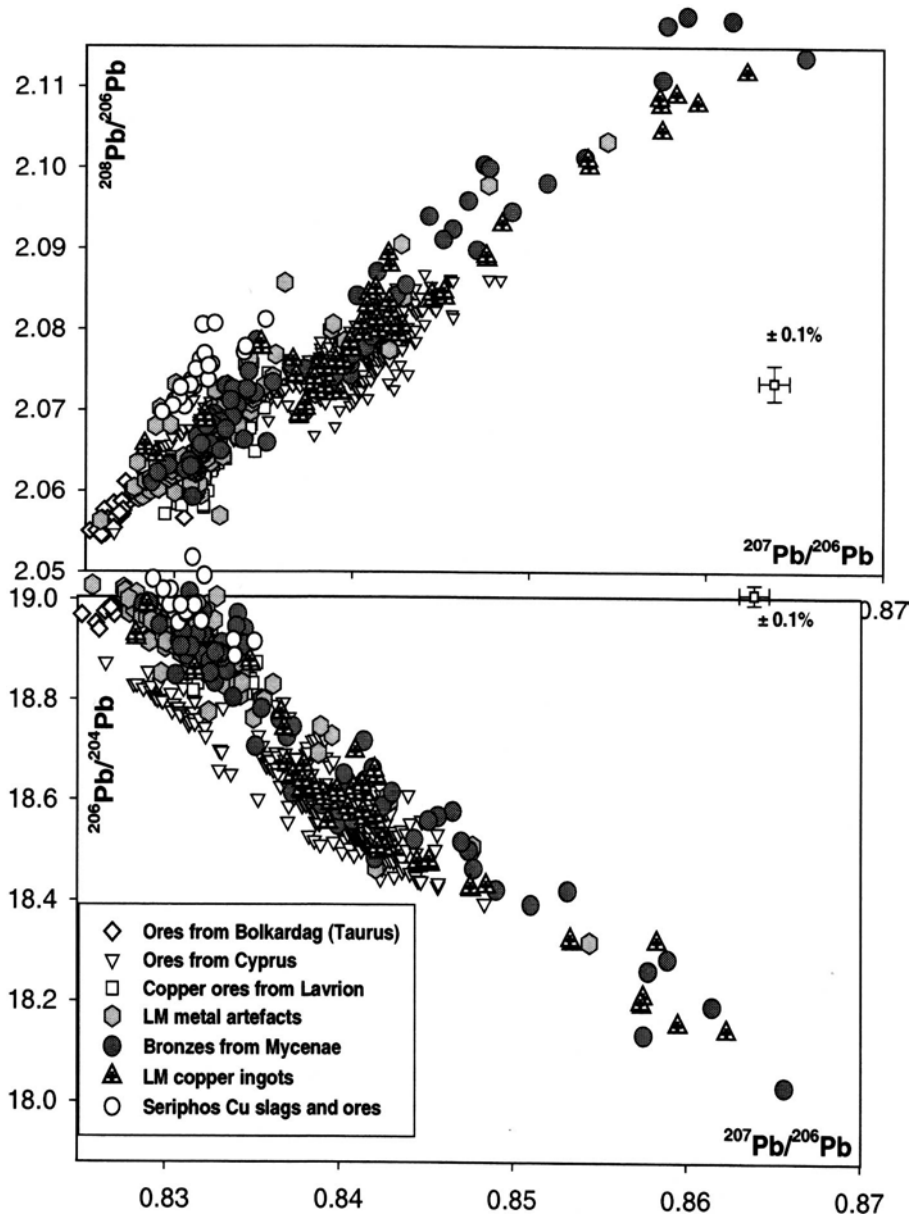 ²⁰⁸Pb/²⁰⁶Pb
2.11
2.10
2.09
2.08
2.07
2.06
2.05
± 0.1%
²⁰⁷Pb/²⁰⁶Pb
0.87
19.0
18.8
18.6
18.4
18.2
18.0
± 0.1%
²⁰⁶Pb/²⁰⁴Pb
Ores from Bolkardag (Taurus)
Ores from Cyprus
Copper ores from Lavrion
LM metal artefacts
Bronzes from Mycenae
LM copper ingots
Seriphos Cu slags and ores
²⁰⁷Pb/²⁰⁶Pb
0.83
0.84
0.85
0.86
0.87